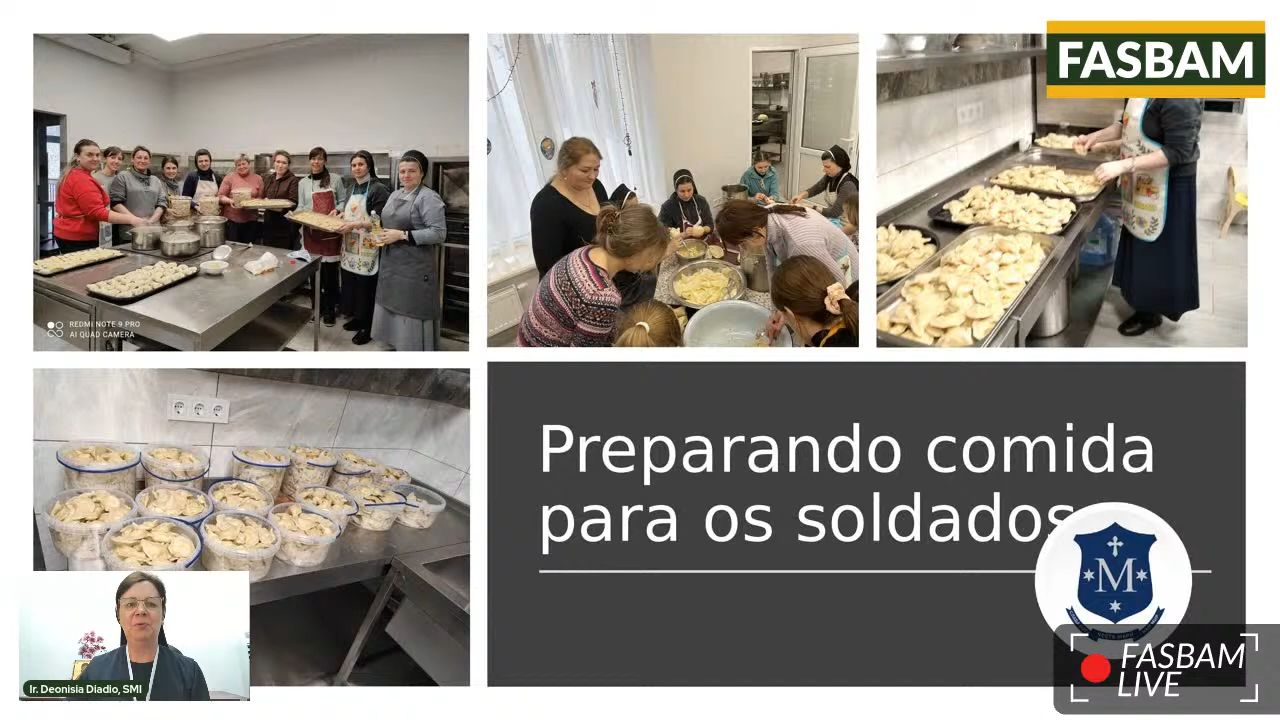 FASBAM
REDMI NOTE 9 PRO
AI QUAD CAMERA
Preparando comida
para os soldados
M
Ir. Deonisia Diadio, SMI
FASBAM
LIVE